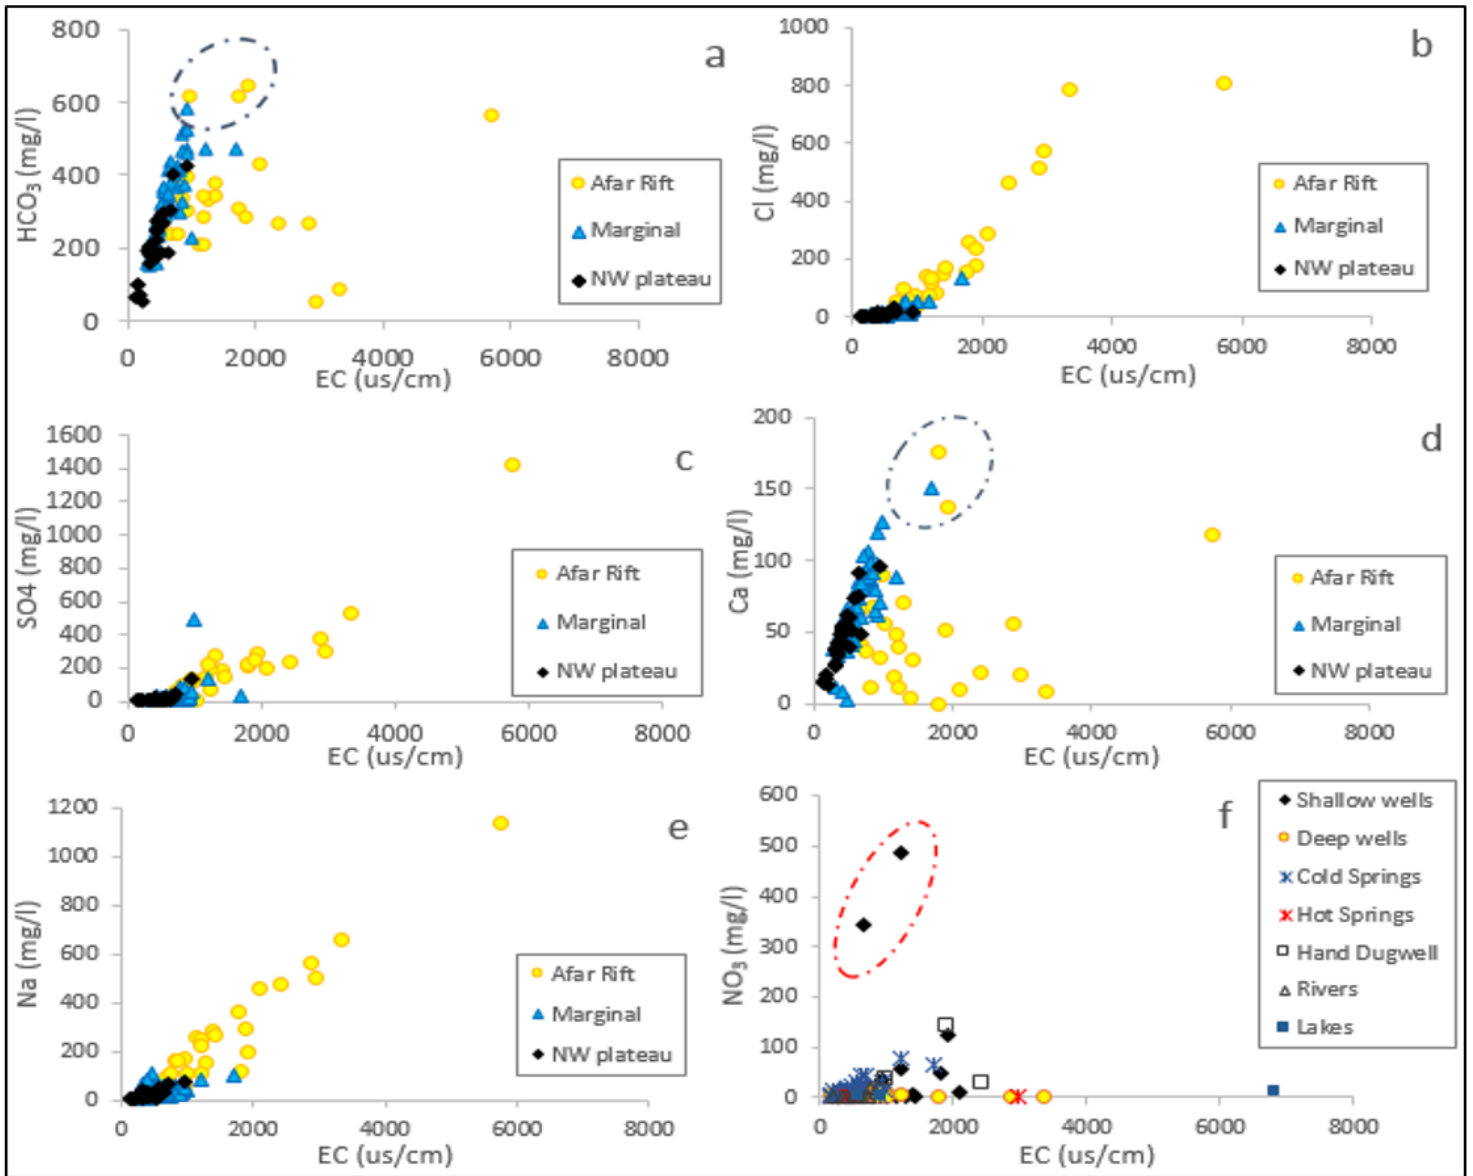 a
800
600
400
200
0
HCO3 (mg/l)
0 2000 4000 6000 8000
EC (us/cm)
Afar Rift
Marginal
NW plateau
b
1000
800
600
400
200
0
Cl (mg/l)
0 2000 4000 6000 8000
EC (us/cm)
Afar Rift
Marginal
NW plateau
c
1600
1400
1200
1000
800
600
400
200
0
SO4 (mg/l)
0 2000 4000 6000 8000
EC (us/cm)
Afar Rift
Marginal
NW plateau
d
200
150
100
50
0
Ca (mg/l)
0 2000 4000 6000 8000
EC (us/cm)
Afar Rift
Marginal
NW plateau
e
1200
1000
800
600
400
200
0
Na (mg/l)
0 2000 4000 6000 8000
EC (us/cm)
Afar Rift
Marginal
NW plateau
f
600
500
400
300
200
100
0
NO3 (mg/l)
0 2000 4000 6000 8000
EC (us/cm)
Shallow wells
Deep wells
Cold Springs
Hot Springs
Hand Dugwell
Rivers
Lakes